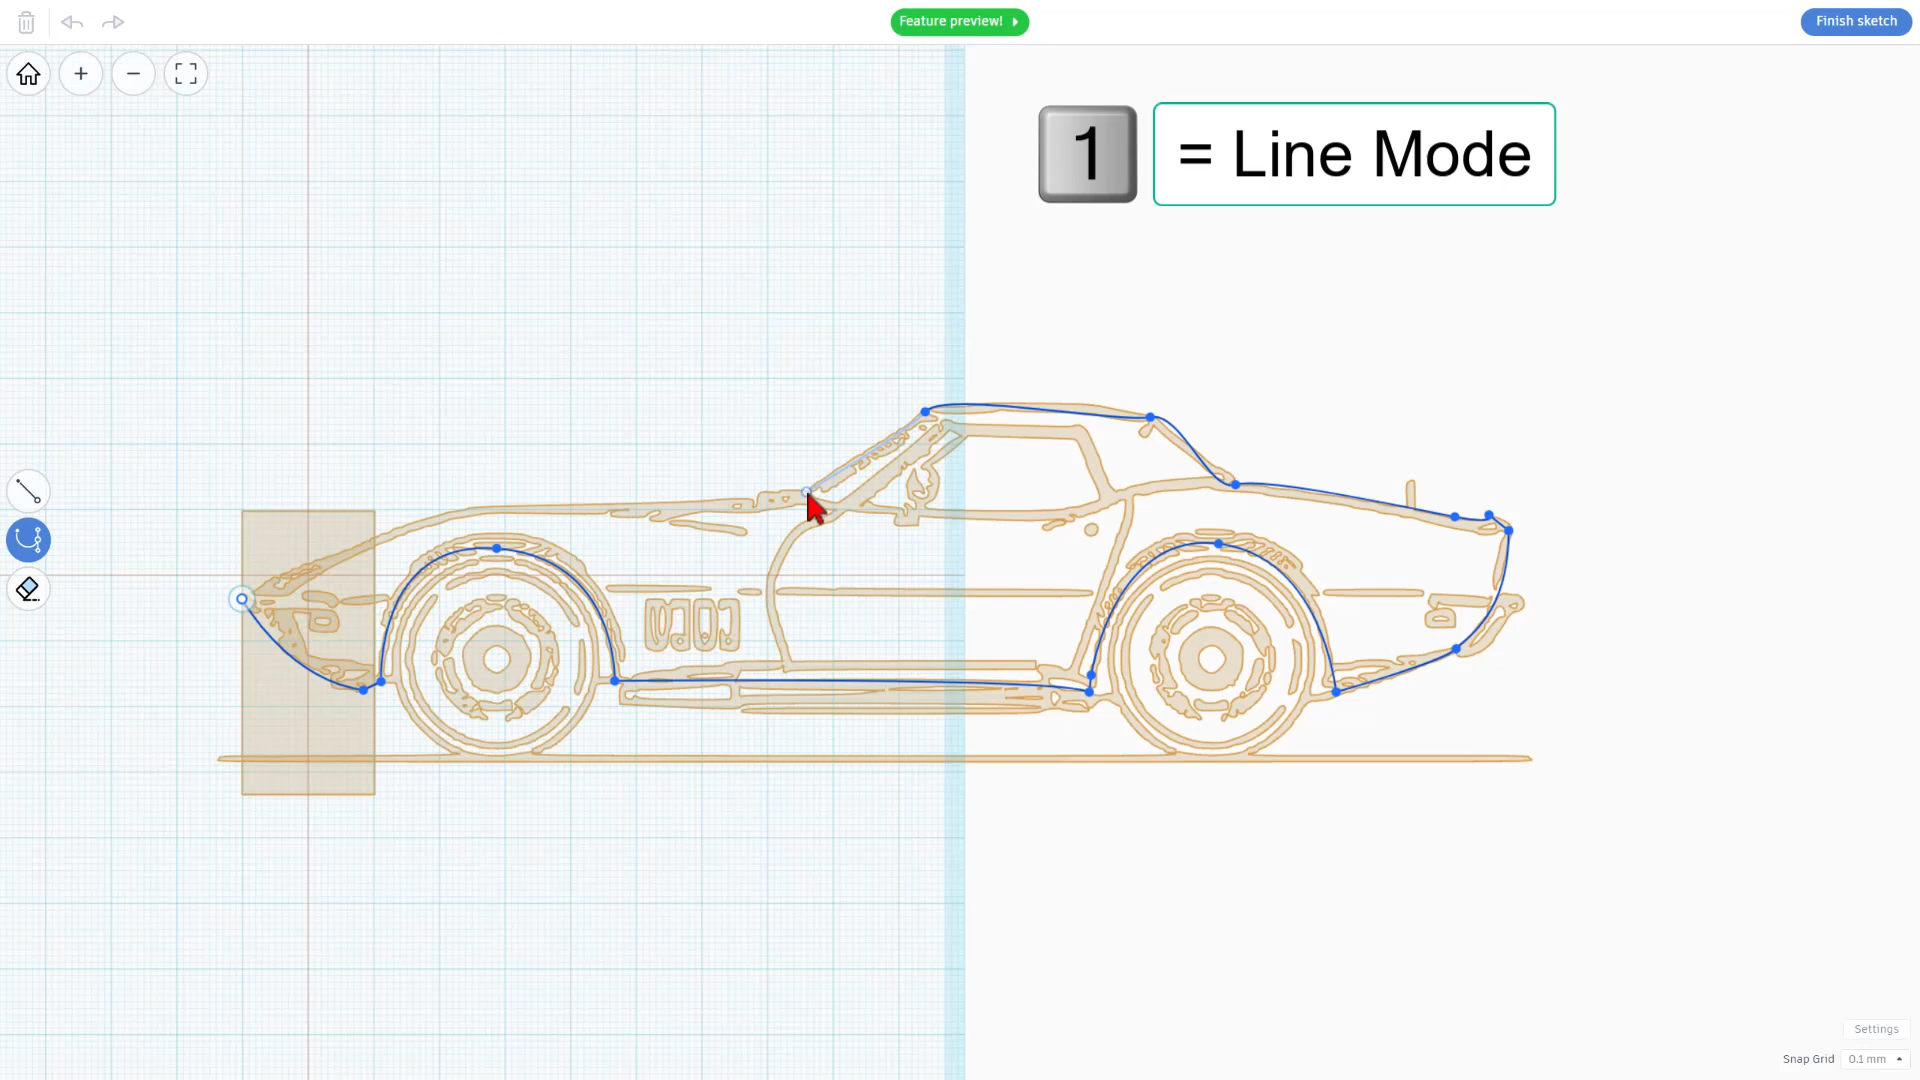 Feature preview!
Finish sketch
1 = Line Mode
Settings
Snap Grid 0.1 mm